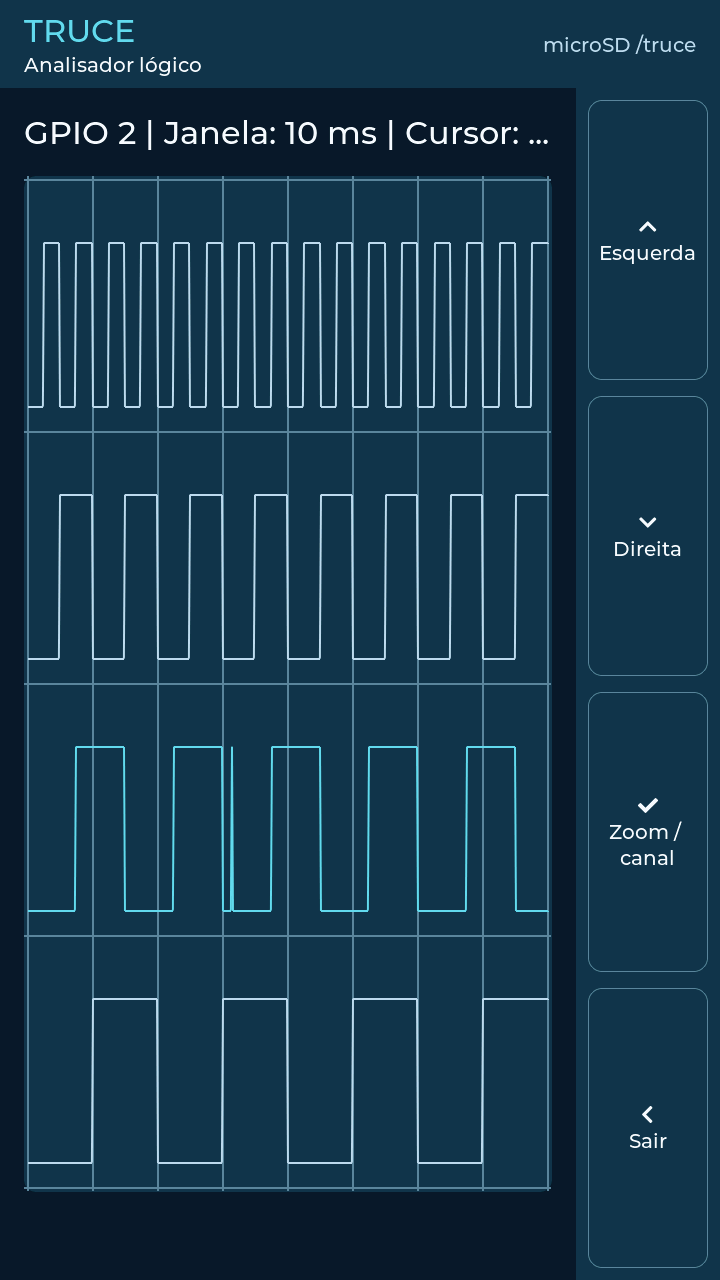 TRUCE
Analisador lógico
microSD /truce
GPIO 2 | Janela: 10 ms | Cursor: ...
Esquerda
Direita
Zoom /
canal
Sair